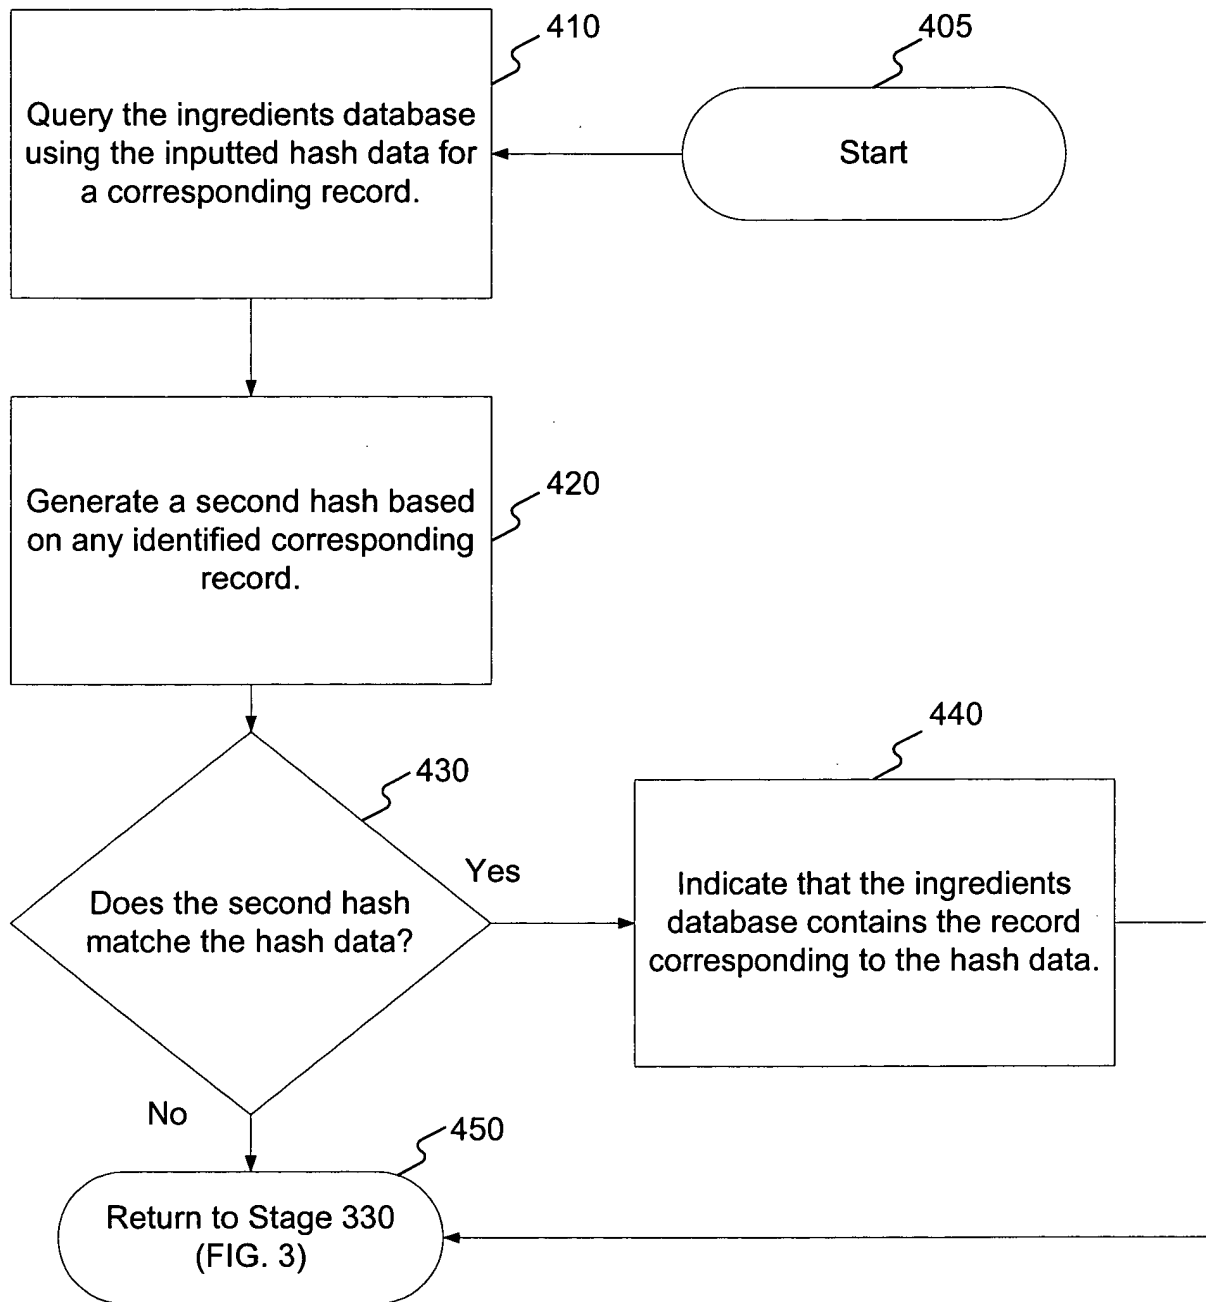 410
405
Query the ingredients database
using the inputted hash data for
a corresponding record.
Start
420
Generate a second hash based
on any identified corresponding
record.
430
440
Yes
Does the second hash
matche the hash data?
Indicate that the ingredients
database contains the record
corresponding to the hash data.
No
450
Return to Stage 330
(FIG. 3)